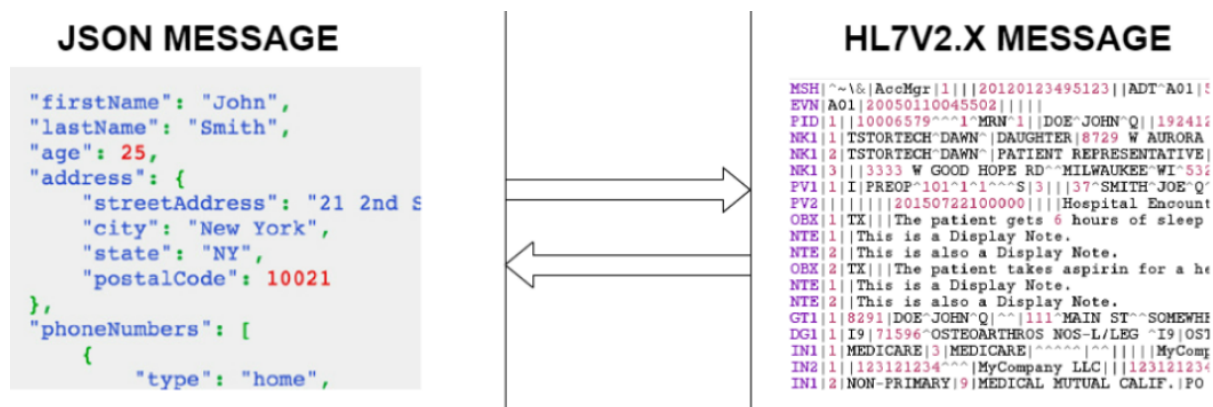 JSON MESSAGE
"firstName": "John",
"lastName": "Smith",
"age": 25,
"address": {
"streetAddress": "21 2nd S
"city": "New York",
"state": "NY",
"postalCode": 10021
},
"phoneNumbers": [
{
"type": "home",
HL7V2.X MESSAGE
MSH|^~\&|AccMgr|1|||20120123495123||ADT^A01|5
EVN|A01|20050110045502|||||
PID|1||10006579^^^1^MRN^1||DOE^JOHN^Q||192412
NK1|1|TSTORTECH^DAWN^|DAUGHTER|8729 W AURORA
NK1|2|TSTORTECH^DAWN^|PATIENT REPRESENTATIVE|
NK1|3|||3333 W GOOD HOPE RD^^MILWAUKEE^WI^532
PV1|1|I|PREOP^101^1^1^^^S|3|||37^SMITH^JOE^Q^
PV2||||||||20150722100000||||Hospital Encount
OBX|1|TX|||The patient gets 6 hours of sleep
NTE|1||This is a Display Note.
NTE|2||This is also a Display Note.
OBX|2|TX|||The patient takes aspirin for a he
NTE|1||This is a Display Note.
NTE|2||This is also a Display Note.
GT1|1|8291|DOE^JOHN^Q|^^|111^MAIN ST^^SOMEWHE
DG1|1|I9|71596^OSTEOARTHROS NOS-L/LEG ^I9|OST
IN1|1|MEDICARE|3|MEDICARE|^^^^^|^^|||||MyComp
IN2|1||123121234^^^|MyCompany LLC|||123121234
IN1|2|NON-PRIMARY|9|MEDICAL MUTUAL CALIF.|PO